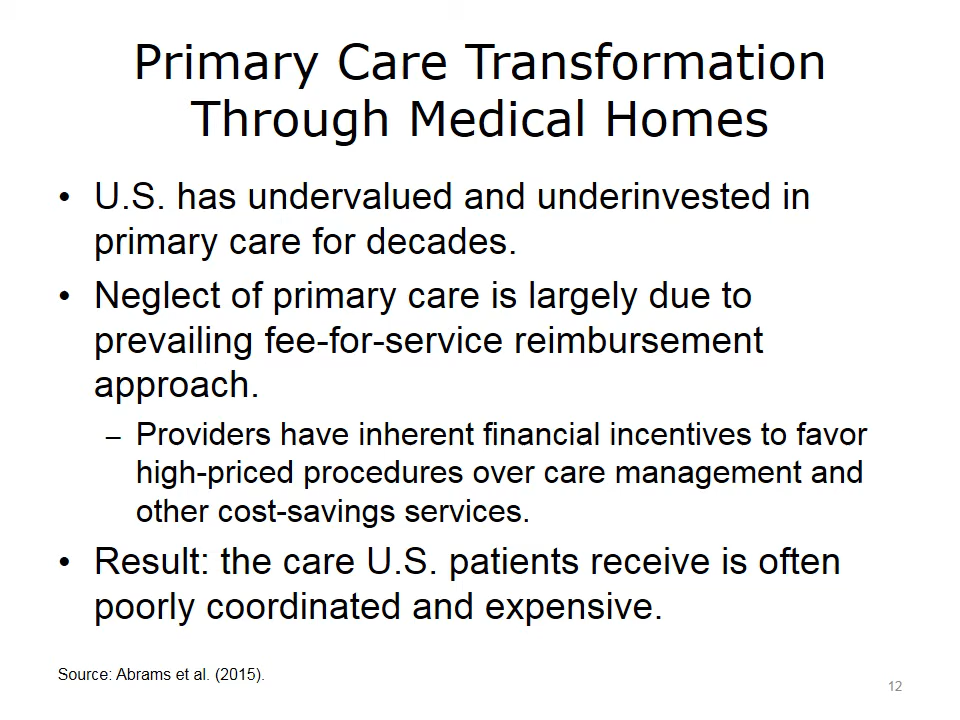 Primary Care Transformation
Through Medical Homes
• U.S. has undervalued and underinvested in
primary care for decades.
• Neglect of primary care is largely due to
prevailing fee-for-service reimbursement
approach.
– Providers have inherent financial incentives to favor
high-priced procedures over care management and
other cost-savings services.
• Result: the care U.S. patients receive is often
poorly coordinated and expensive.
Source: Abrams et al. (2015).
12